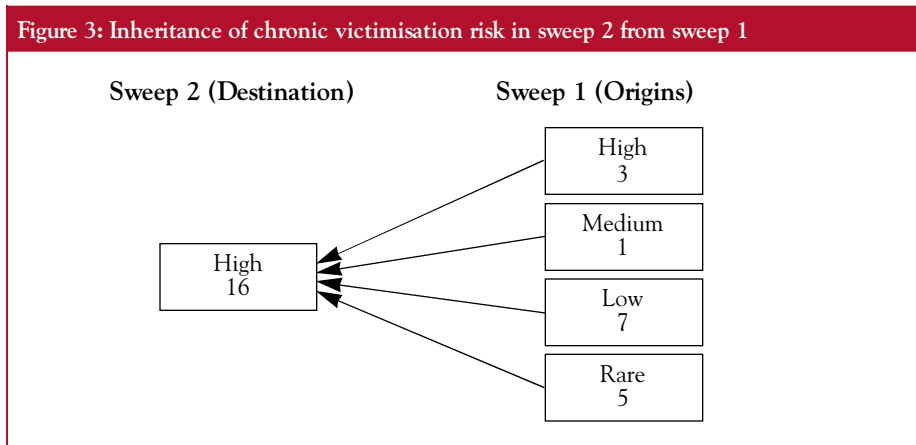 Figure 3: Inheritance of chronic victimisation risk in sweep 2 from sweep 1
Sweep 2 (Destination)
Sweep 1 (Origins)
High
16
High
3
Medium
1
Low
7
Rare
5